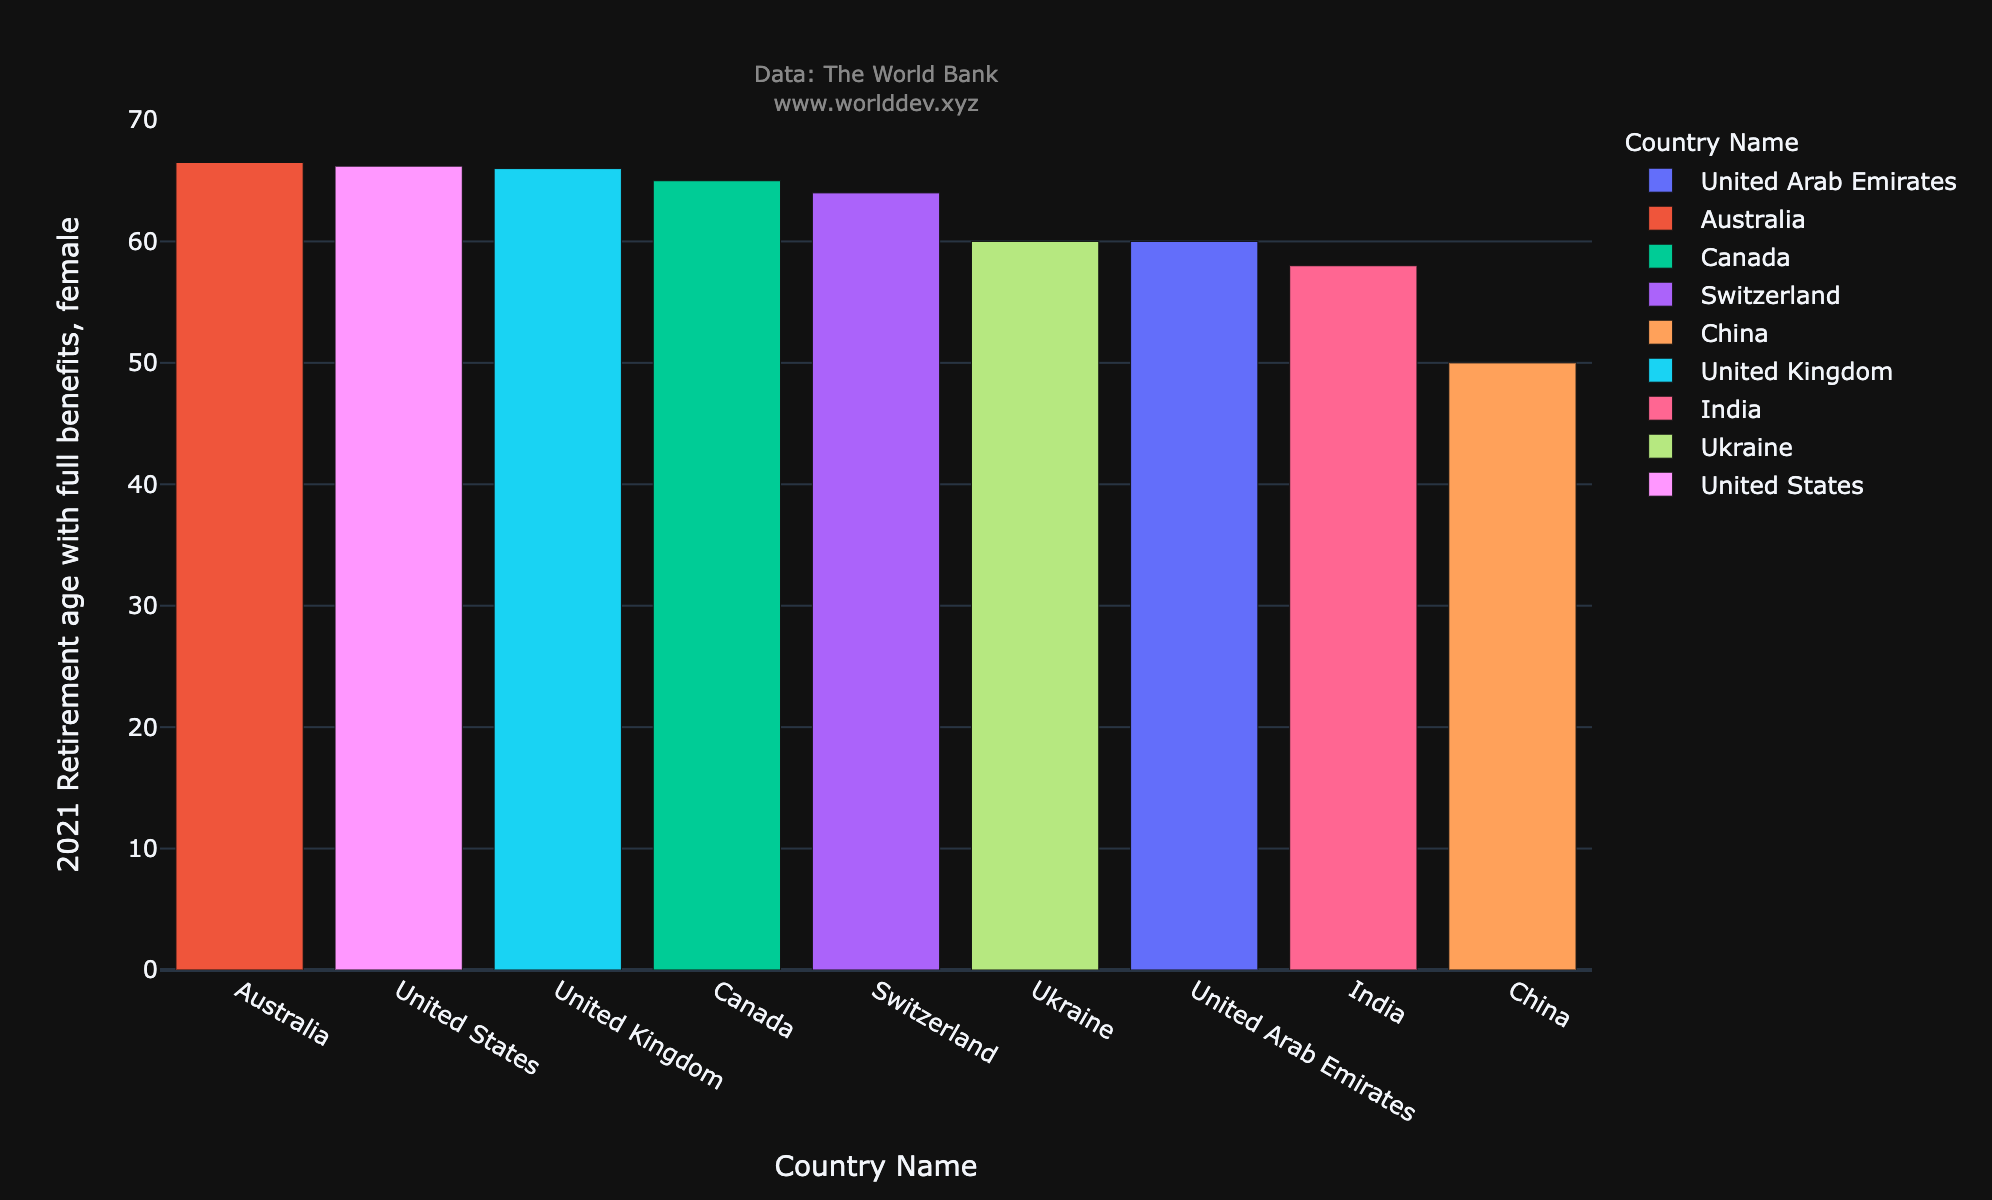 Data: The World Bank
www.worlddev.xyz
2021 Retirement age with full benefits, female
70
60
50
40
30
20
10
0
Australia
United States
United Kingdom
Canada
Switzerland
Ukraine
United Arab Emirates
India
China
Country Name
Country Name
United Arab Emirates
Australia
Canada
Switzerland
China
United Kingdom
India
Ukraine
United States